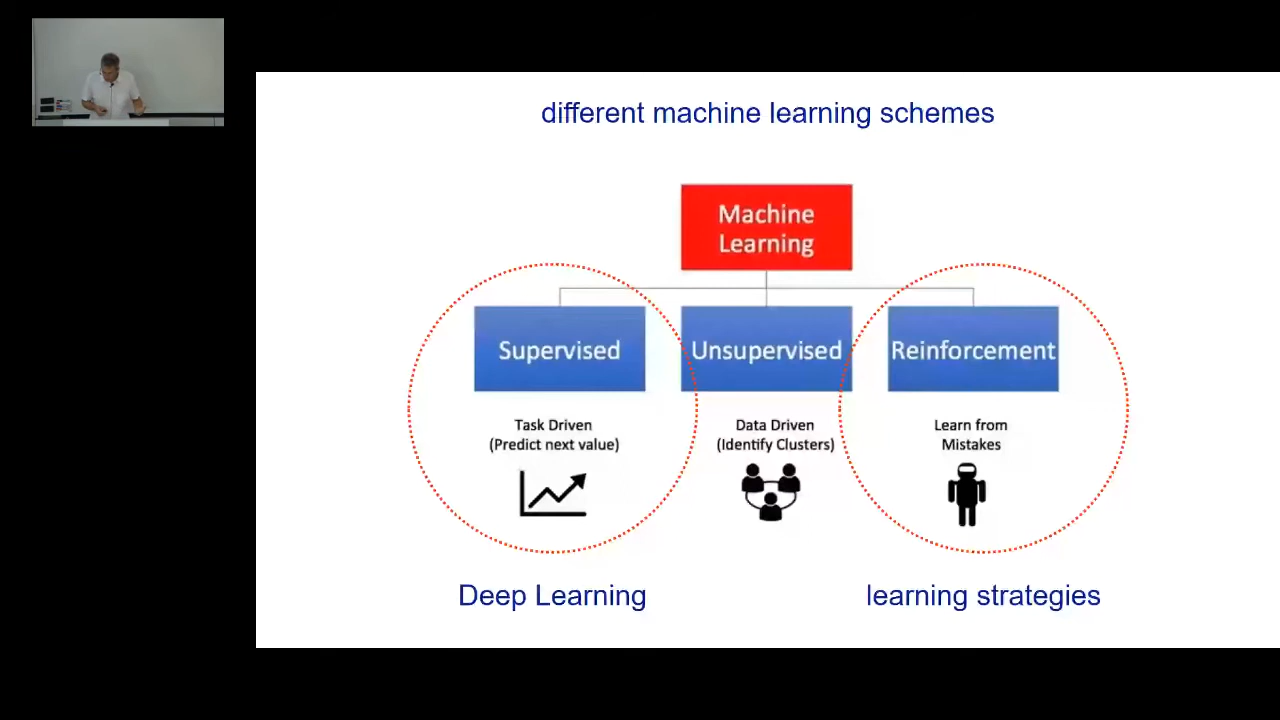 different machine learning schemes
Machine
Learning
Supervised
Unsupervised
Reinforcement
Task Driven
(Predict next value)
Data Driven
(Identify Clusters)
Learn from
Mistakes
Deep Learning
learning strategies